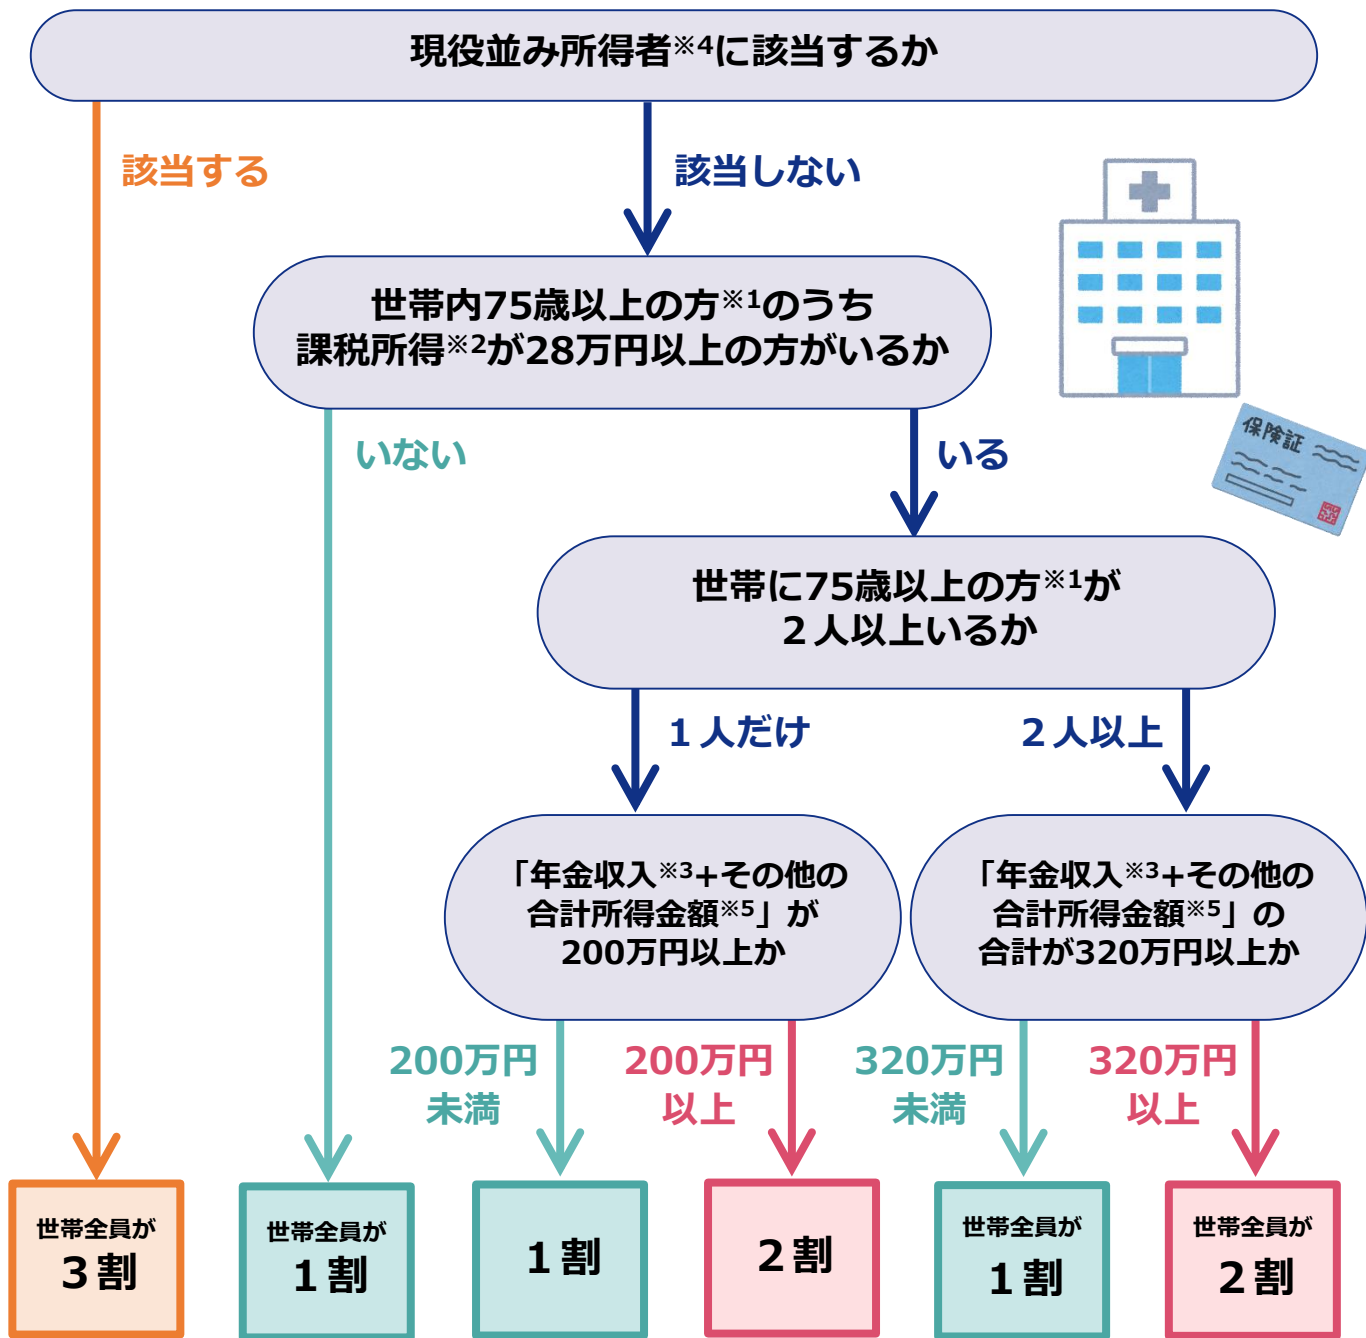 現役並み所得者※4に該当するか
該当する
該当しない
世帯内75歳以上の方※1のうち
課税所得※2が28万円以上の方がいるか
保険証
いない
いる
世帯に75歳以上の方※1が
２人以上いるか
１人だけ
２人以上
「年金収入※3+その他の
合計所得金額※5」が
200万円以上か
「年金収入※3+その他の
合計所得金額※5」の
合計が320万円以上か
200万円
未満
200万円
以上
320万円
未満
320万円
以上
世帯全員が
３割
世帯全員が
１割
１割
２割
世帯全員が
１割
世帯全員が
２割